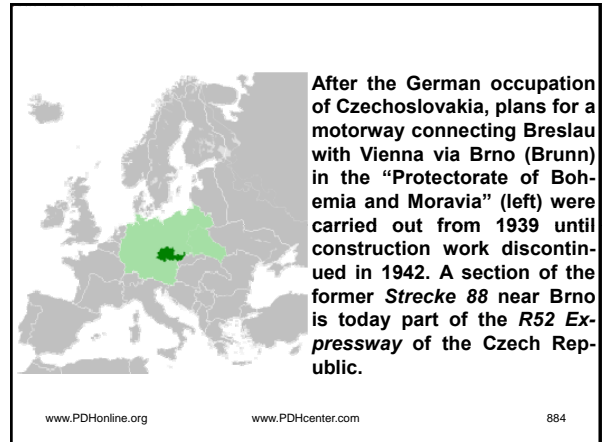 After the German occupation
of Czechoslovakia, plans for a
motorway connecting Breslau
with Vienna via Brno (Brunn)
in the “Protectorate of Boh-
emia and Moravia” (left) were
carried out from 1939 until
construction work discontin-
ued in 1942. A section of the
former Strecke 88 near Brno
is today part of the R52 Ex-
pressway of the Czech Rep-
ublic.
www.PDHonline.org www.PDHcenter.com 884